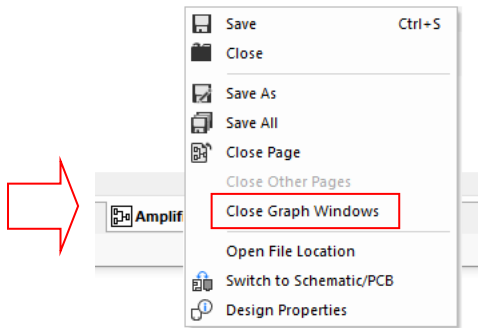 Save Ctrl+S
Close
Save As
Save All
Close Page
Close Other Pages
Amplifi
Close Graph Windows
Open File Location
Switch to Schematic/PCB
Design Properties